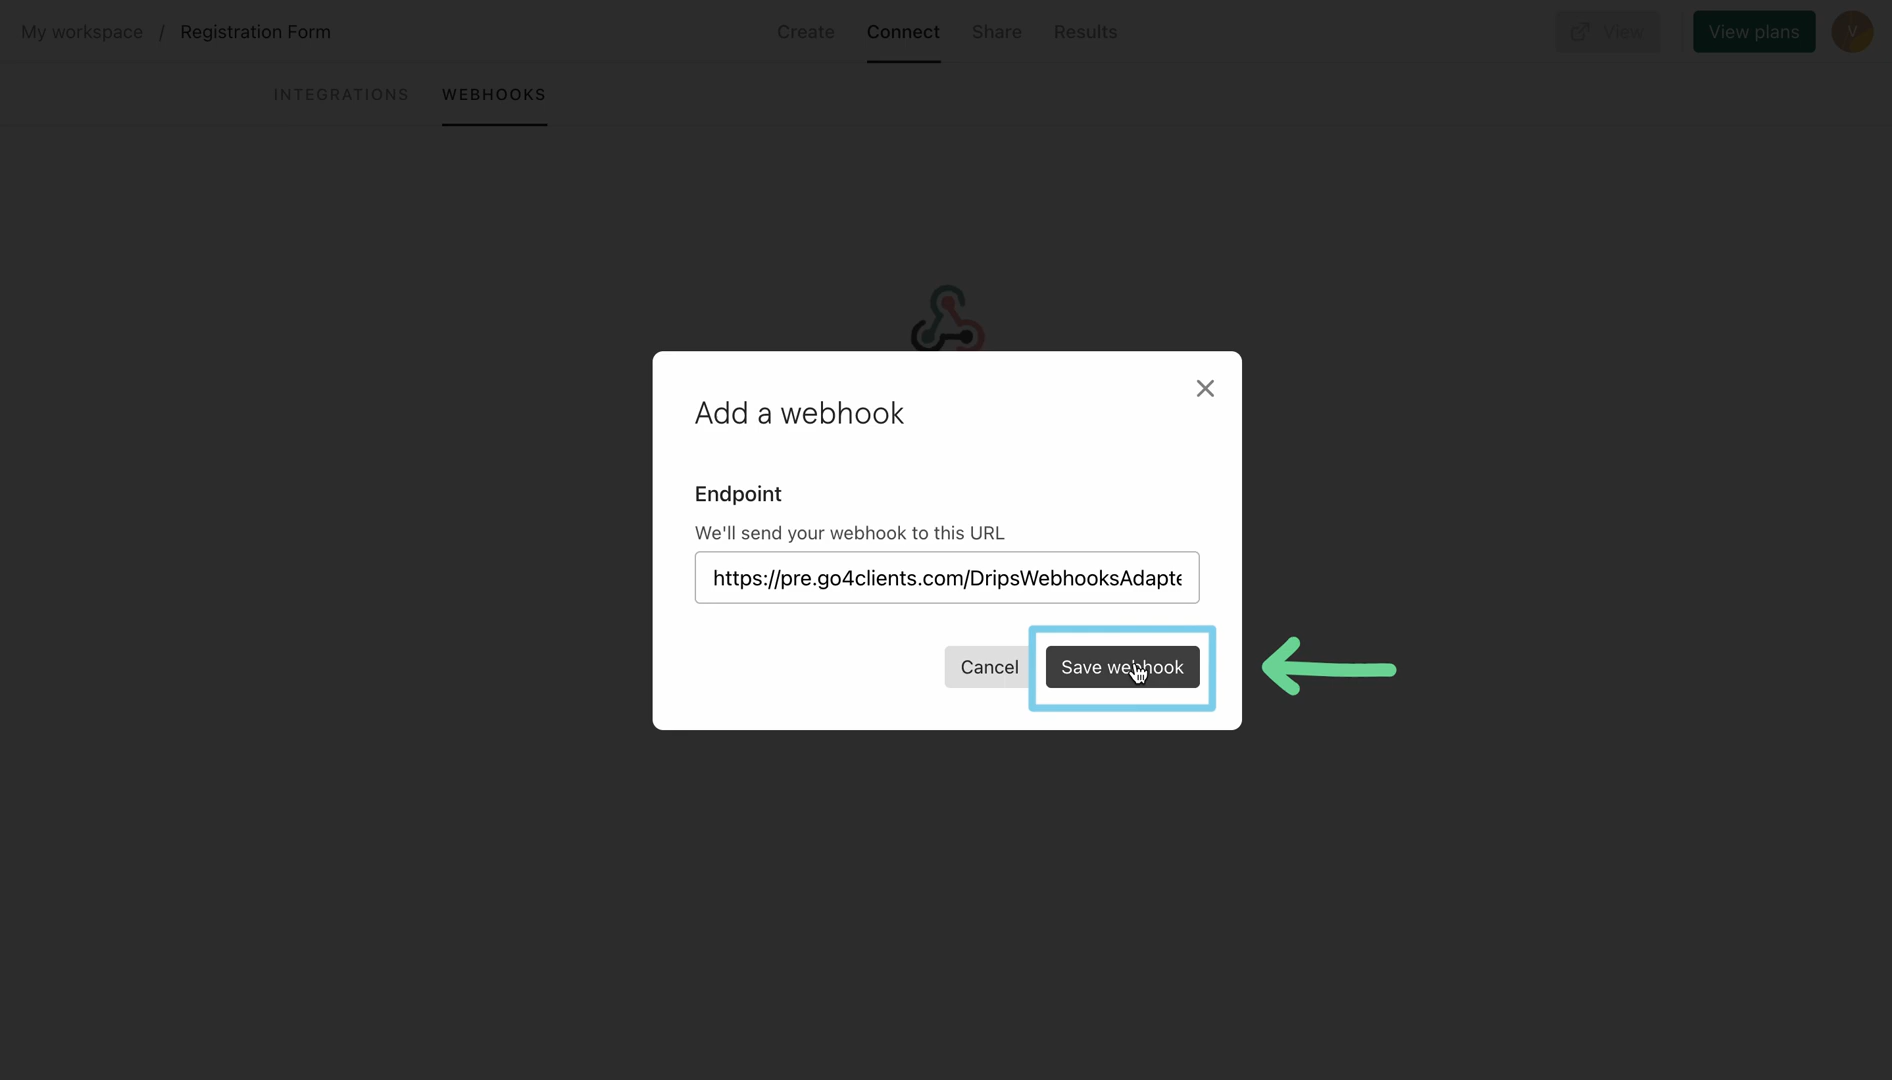 My workspace / Registration Form
Create Connect Share Results
View
View plans
V
INTEGRATIONS WEBHOOKS
Add a webhook
Endpoint
We'll send your webhook to this URL
https://pre.go4clients.com/DripsWebhooksAdapte
Cancel
Save webhook